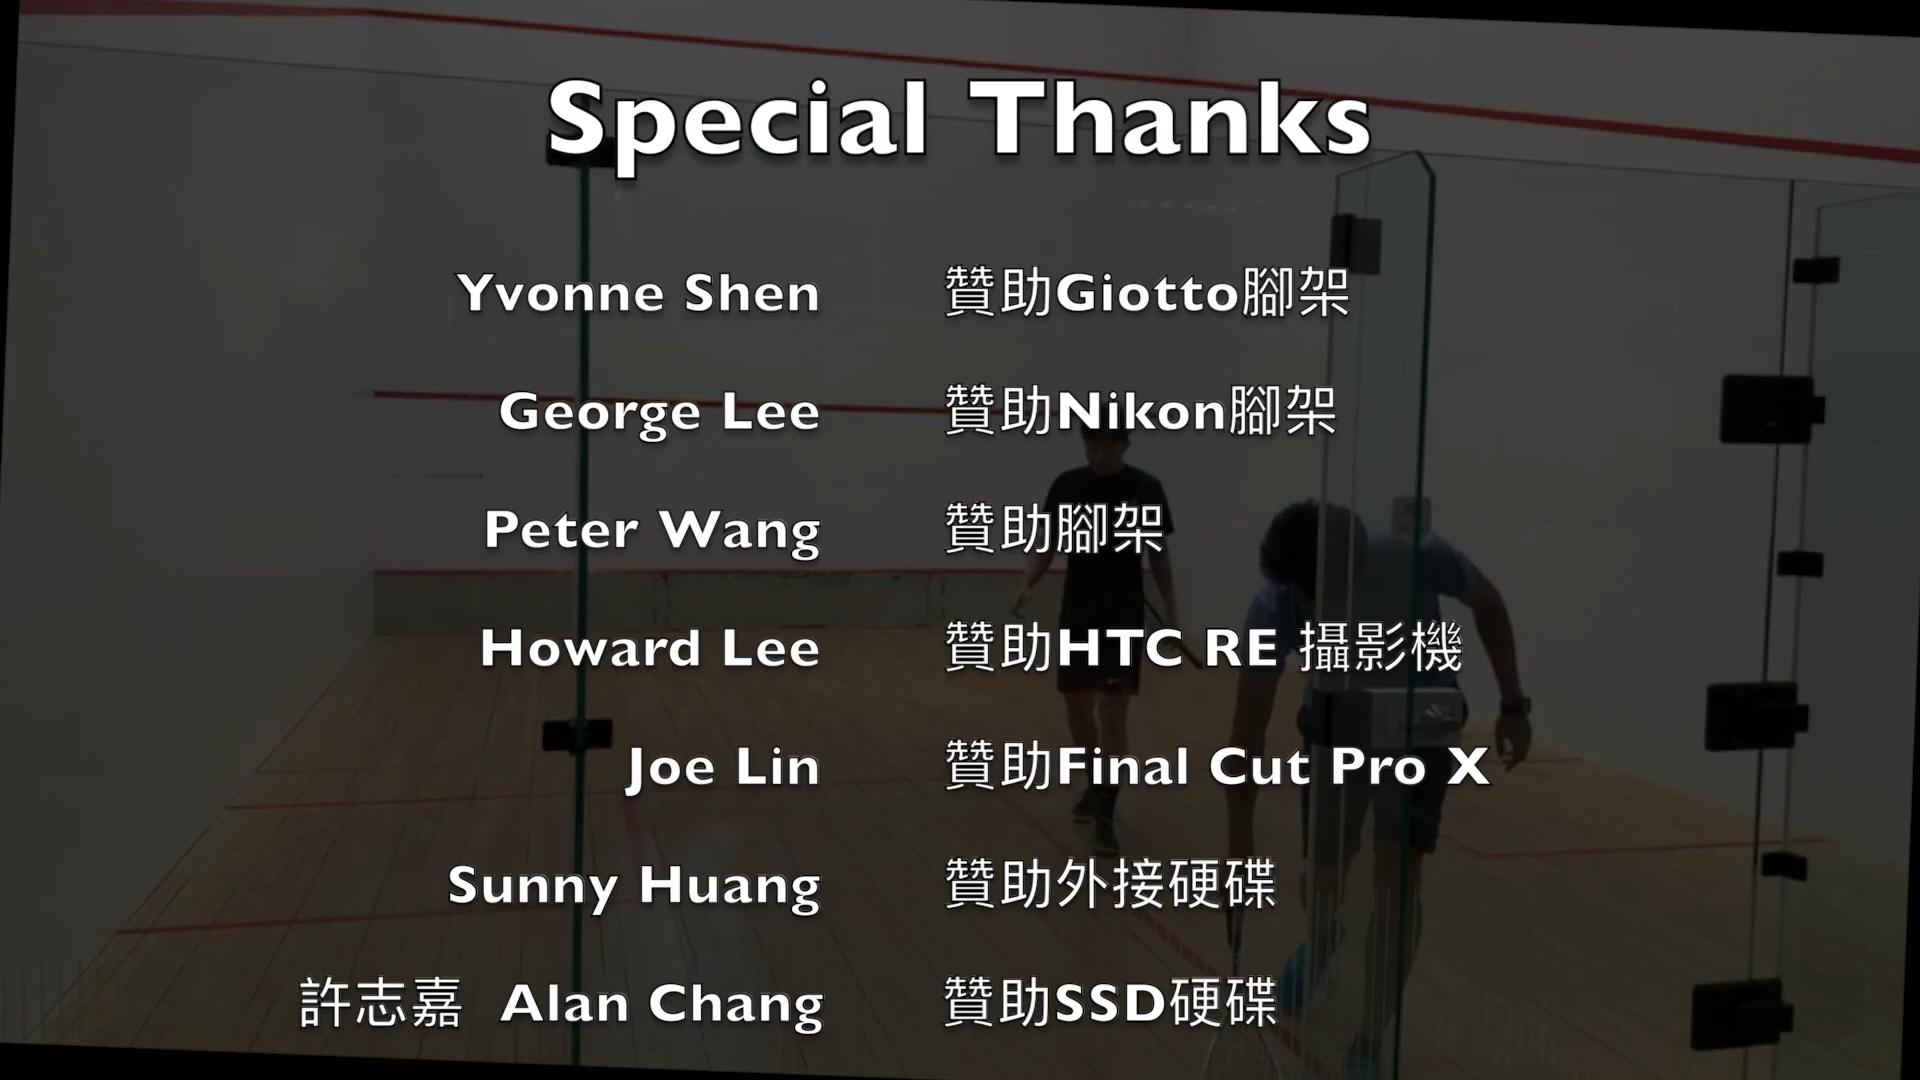 Special Thanks
Yvonne Shen 贊助Giotto腳架
George Lee 贊助Nikon腳架
Peter Wang 贊助腳架
Howard Lee 贊助HTC RE 攝影機
Joe Lin 贊助Final Cut Pro X
Sunny Huang 贊助外接硬碟
許志嘉 Alan Chang 贊助SSD硬碟